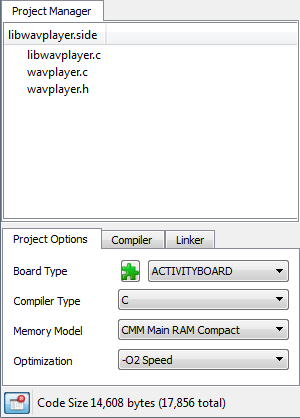 Project Manager
libwavplayer.side
libwavplayer.c
wavplayer.c
wavplayer.h
Project Options Compiler Linker
Board Type ACTIVITYBOARD
Compiler Type C
Memory Model CMM Main RAM Compact
Optimization -O2 Speed
Code Size 14,608 bytes (17,856 total)